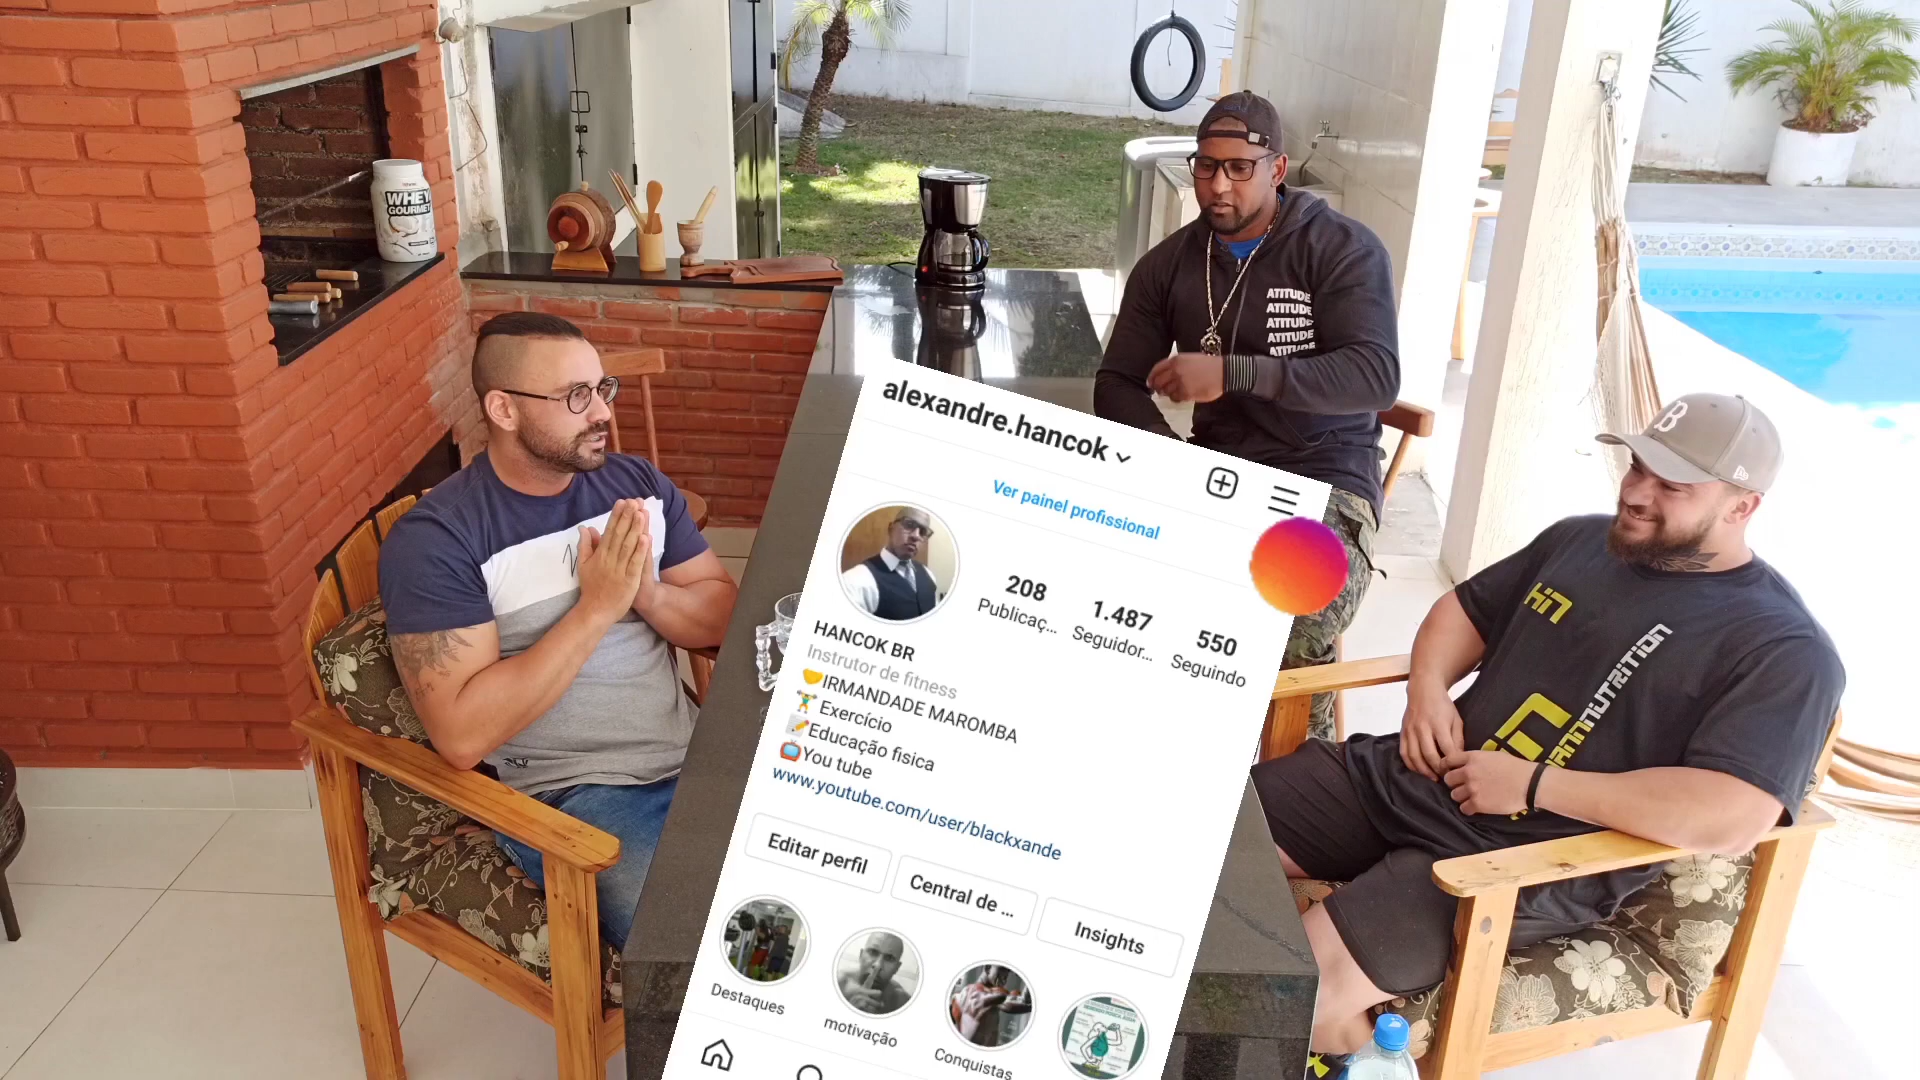 WHEY
GOURMET
ATITUDE
ATITUDE
ATITUDE
ATITUDE
ATITUDE
B
alexandre.hancok
Ver painel profissional
208
Publicaç...
1.487
Seguidor...
550
Seguindo
HANCOK BR
Instrutor de fitness
IRMANDADE MAROMBA
Exercício
Educação fisica
You tube
www.youtube.com/user/blackxande
Editar perfil
Central de ...
Insights
Destaques
motivação
Conquistas